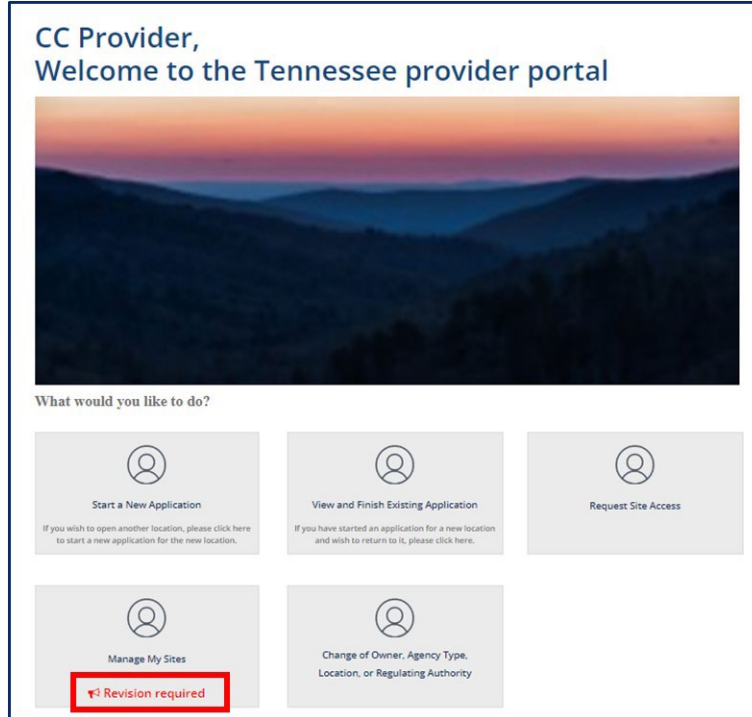 CC Provider,
Welcome to the Tennessee provider portal
What would you like to do?
Start a New Application
If you wish to open another location, please click here
to start a new application for the new location.
View and Finish Existing Application
If you have started an application for a new location
and wish to return to it, please click here.
Request Site Access
Manage My Sites
Revision required
Change of Owner, Agency Type,
Location, or Regulating Authority